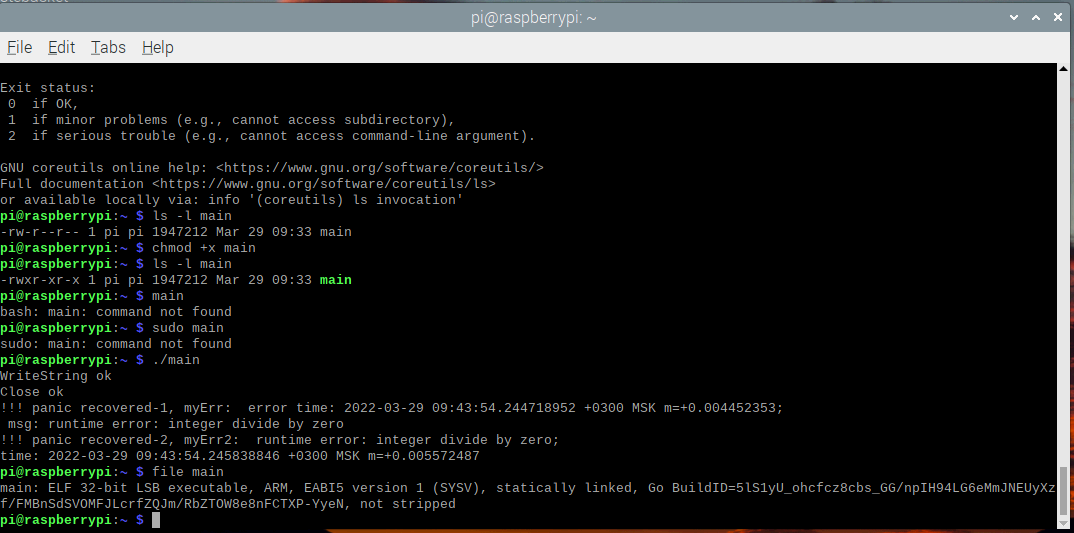 pi@raspberrypi: ~
File Edit Tabs Help
Exit status:
0 if OK,
1 if minor problems (e.g., cannot access subdirectory),
2 if serious trouble (e.g., cannot access command-line argument).
GNU coreutils online help: <https://www.gnu.org/software/coreutils/>
Full documentation <https://www.gnu.org/software/coreutils/ls>
or available locally via: info '(coreutils) ls invocation'
pi@raspberrypi:~ $ ls -l main
-rw-r--r-- 1 pi pi 1947212 Mar 29 09:33 main
pi@raspberrypi:~ $ chmod +x main
pi@raspberrypi:~ $ ls -l main
-rwxr-xr-x 1 pi pi 1947212 Mar 29 09:33 main
pi@raspberrypi:~ $ main
bash: main: command not found
pi@raspberrypi:~ $ sudo main
sudo: main: command not found
pi@raspberrypi:~ $ ./main
WriteString ok
Close ok
!!! panic recovered-1, myErr:  error time: 2022-03-29 09:43:54.244718952 +0300 MSK m=+0.004452353;
msg: runtime error: integer divide by zero
!!! panic recovered-2, myErr2:  runtime error: integer divide by zero;
time: 2022-03-29 09:43:54.245838846 +0300 MSK m=+0.005572487
pi@raspberrypi:~ $ file main
main: ELF 32-bit LSB executable, ARM, EABI5 version 1 (SYSV), statically linked, Go BuildID=5lS1yU_ohcfcz8cbs_GG/npIH94LG6eMmJNEUyXz
f/FMBnSdSVOMFJLcrfZQJm/RbZTOW8e8nFCTXP-YyeN, not stripped
pi@raspberrypi:~ $